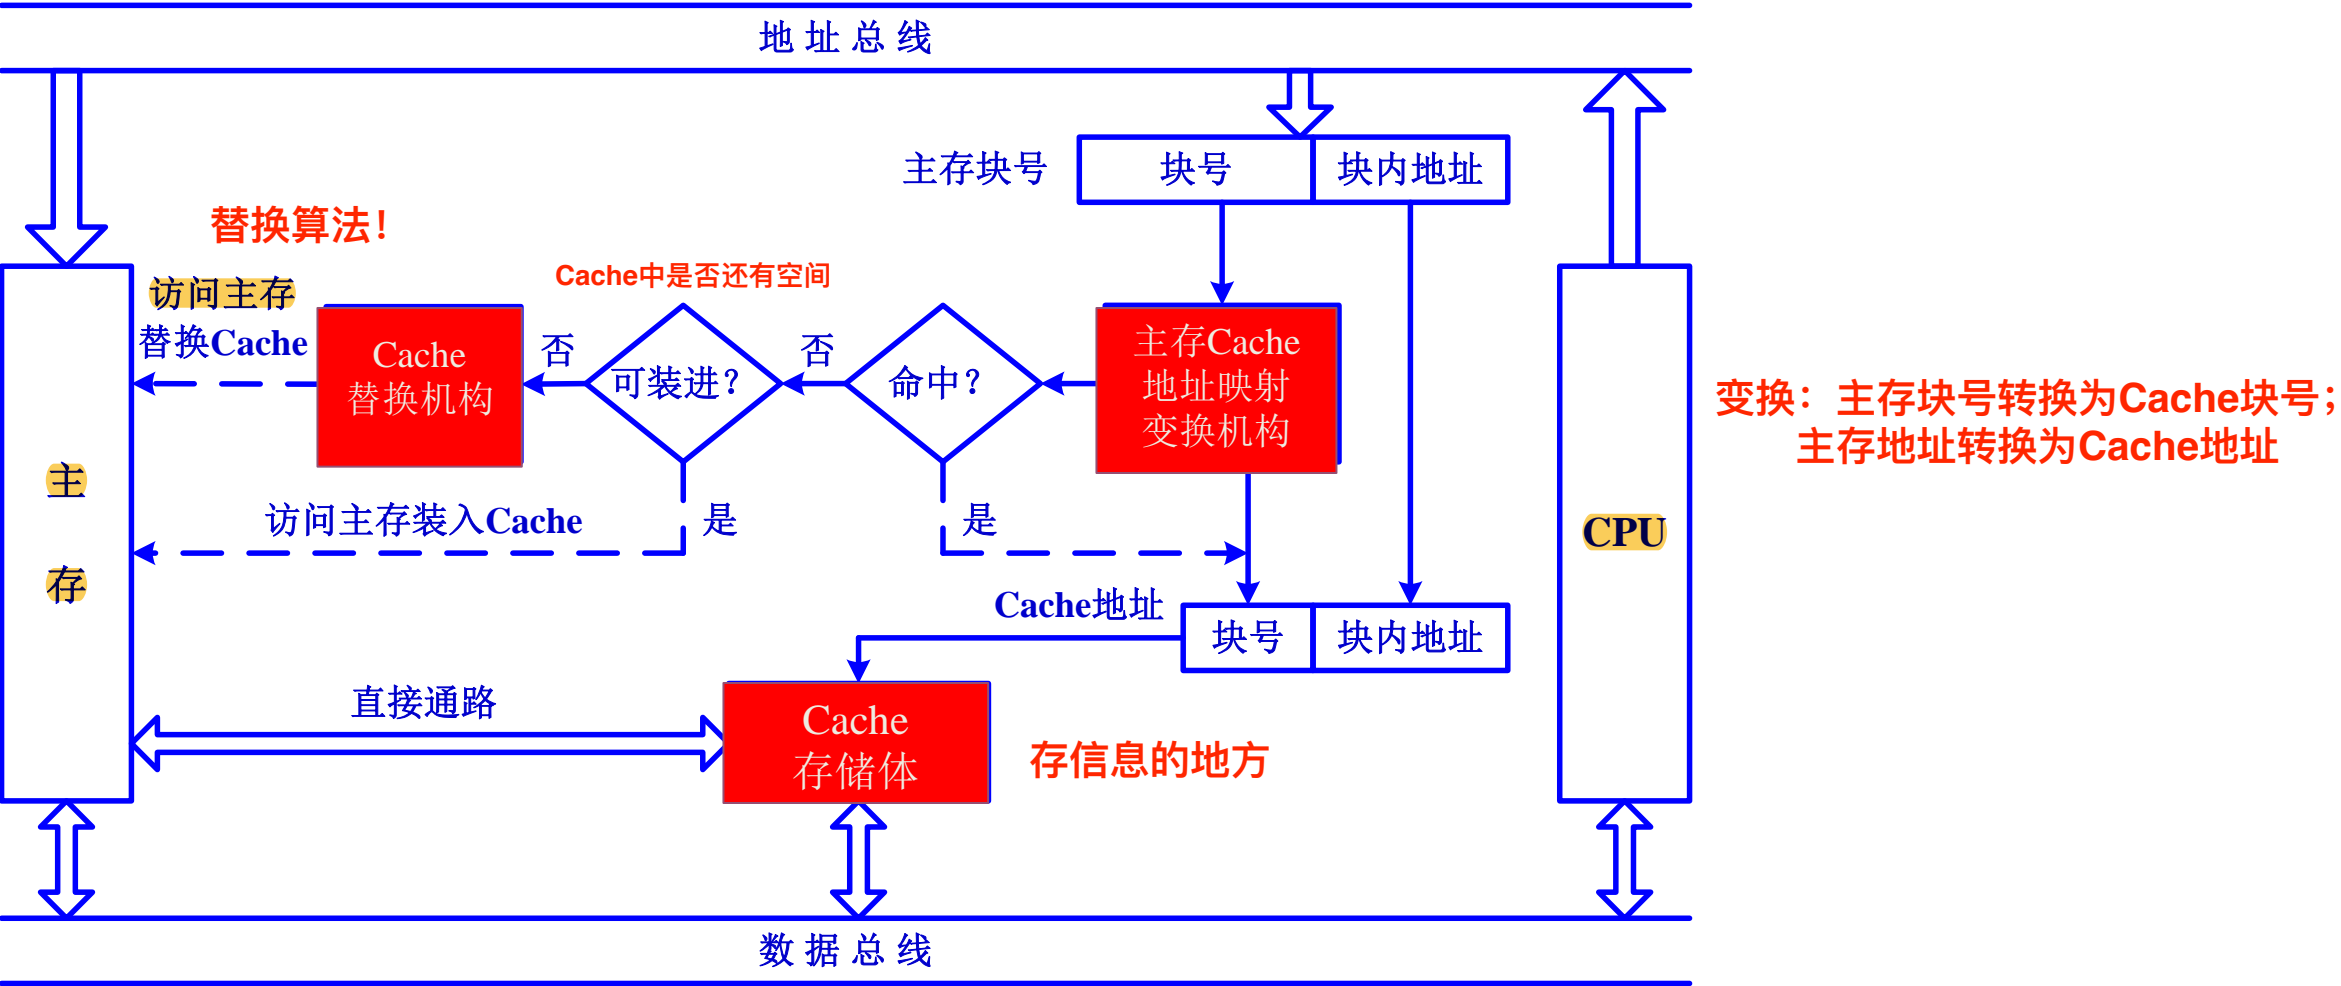 地址总线
主存块号
块号
块内地址
替换算法！
Cache中是否还有空间
访问主存
替换Cache
Cache
替换机构
否
可装进？
否
命中？
主存Cache
地址映射
变换机构
变换：主存块号转换为Cache块号；
主存地址转换为Cache地址
主
存
访问主存装入Cache
是
是
CPU
Cache地址
块号
块内地址
直接通路
Cache
存储体
存信息的地方
数据总线